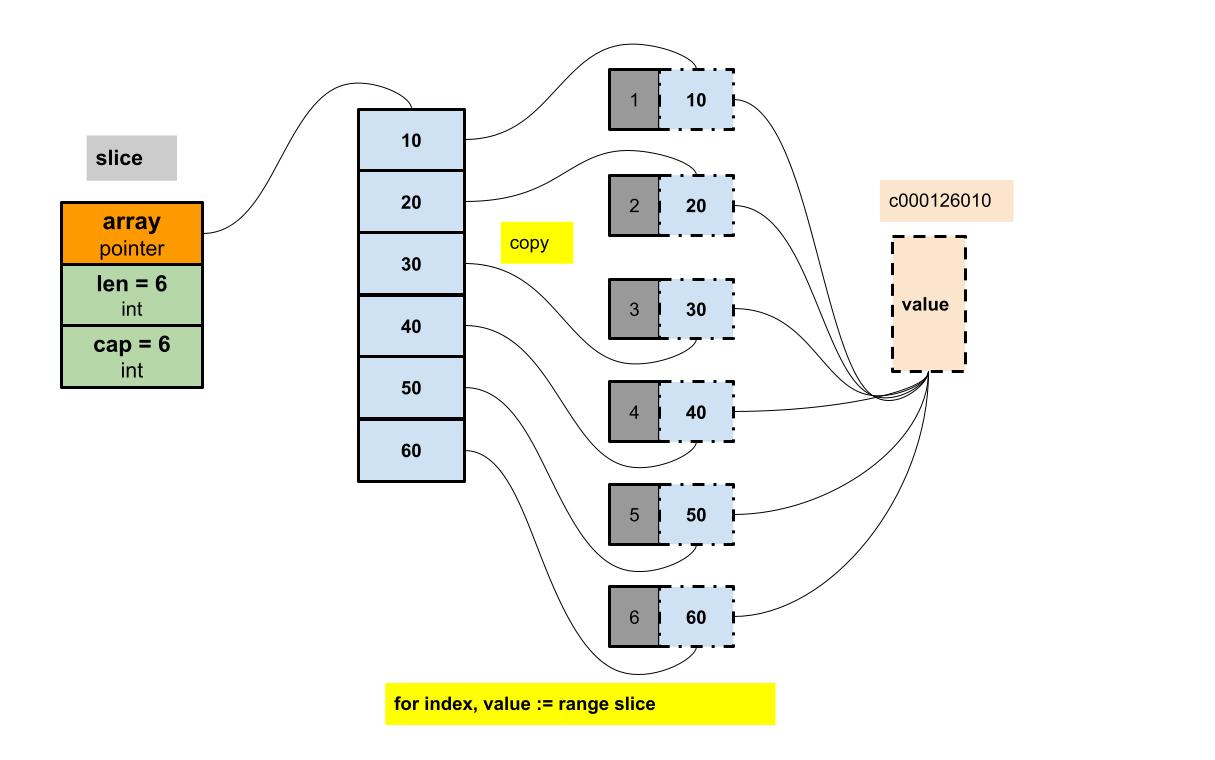 slice
array
pointer
len = 6
int
cap = 6
int
10
20
30
40
50
60
copy
1 10
2 20
3 30
4 40
5 50
6 60
c000126010
value
for index, value := range slice